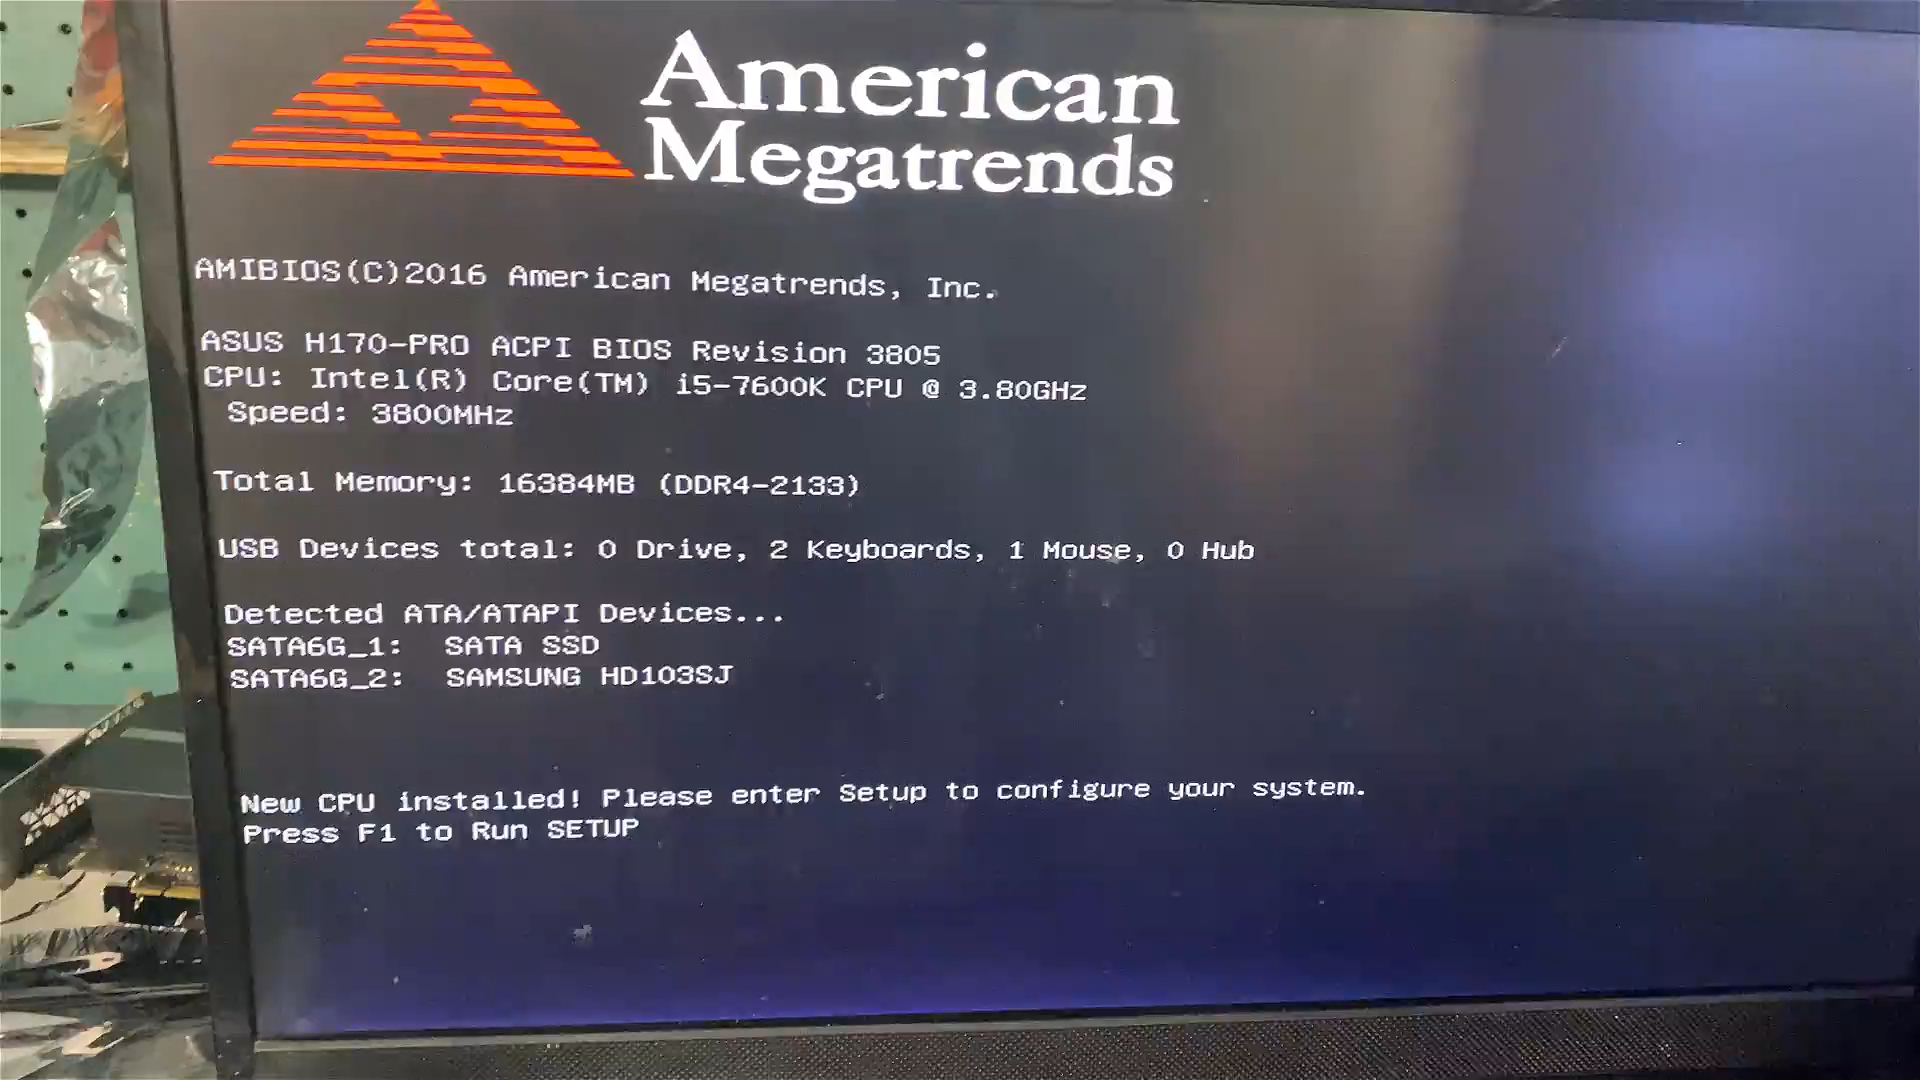 American
Megatrends
AMIBIOS(C)2016 American Megatrends, Inc.
ASUS H170-PRO ACPI BIOS Revision 3805
CPU: Intel(R) Core(TM) i5-7600K CPU @ 3.80GHz
Speed: 3800MHz
Total Memory: 16384MB (DDR4-2133)
USB Devices total: 0 Drive, 2 Keyboards, 1 Mouse, 0 Hub
Detected ATA/ATAPI Devices...
SATA6G_1: SATA SSD
SATA6G_2: SAMSUNG HD103SJ
New CPU installed! Please enter Setup to configure your system.
Press F1 to Run SETUP